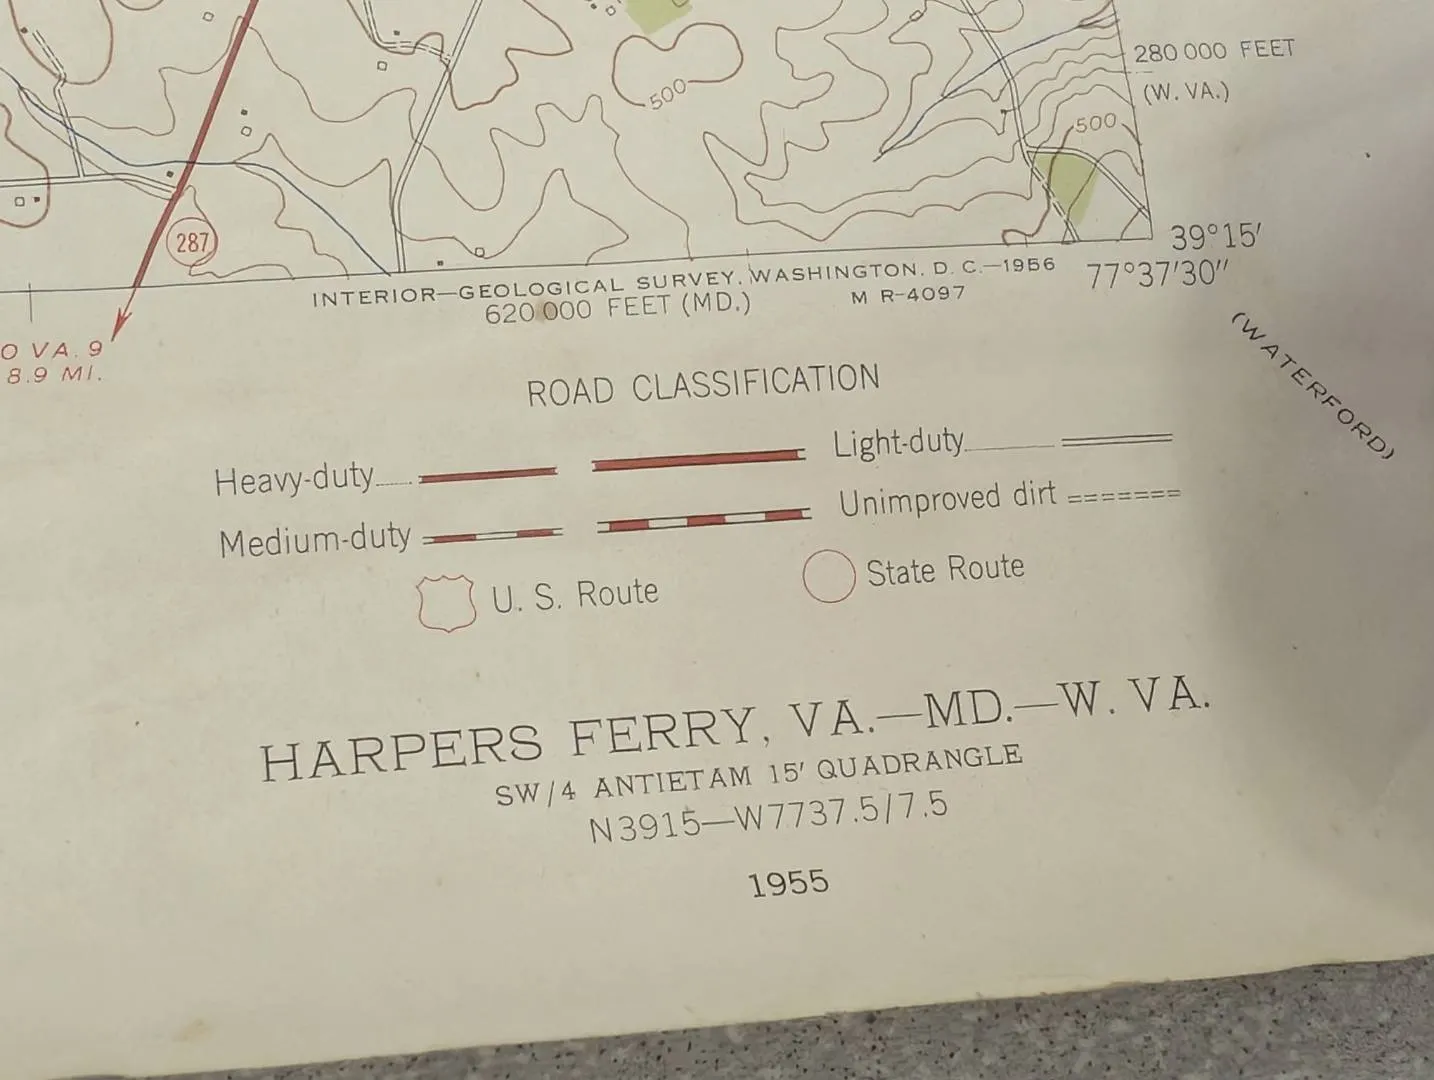 280 000 FEET
(W. VA.)
500
500
287
39°15′
77°37′30″
INTERIOR—GEOLOGICAL SURVEY, WASHINGTON, D. C.—1956
620 000 FEET (MD.)
M R-4097
O VA. 9
8.9 MI.
(WATERFORD)
ROAD CLASSIFICATION
Heavy-duty
Light-duty
Medium-duty
Unimproved dirt
U. S. Route
State Route
HARPERS FERRY, VA.—MD.—W. VA.
SW/4 ANTIETAM 15′ QUADRANGLE
N3915—W7737.5/7.5
1955